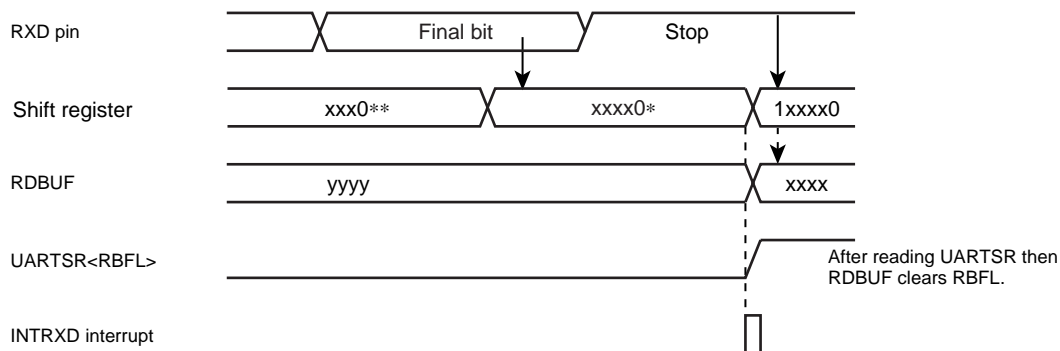 RXD pin
Final bit
Stop
Shift register
xxx0**
xxxx0*
1xxxx0
RDBUF
yyyy
xxxx
UARTSR<RBFL>
After reading UARTSR then
RDBUF clears RBFL.
INTRXD interrupt